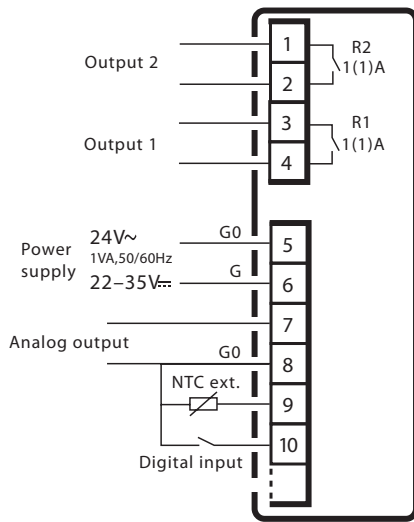 1
R2
Output 2
1(1)A
2
3
R1
Output 1
1(1)A
4
24V~
G0
5
Power
supply
1VA,50/60Hz
22–35V⎓
G
6
7
Analog output
G0
8
NTC ext.
9
10
Digital input